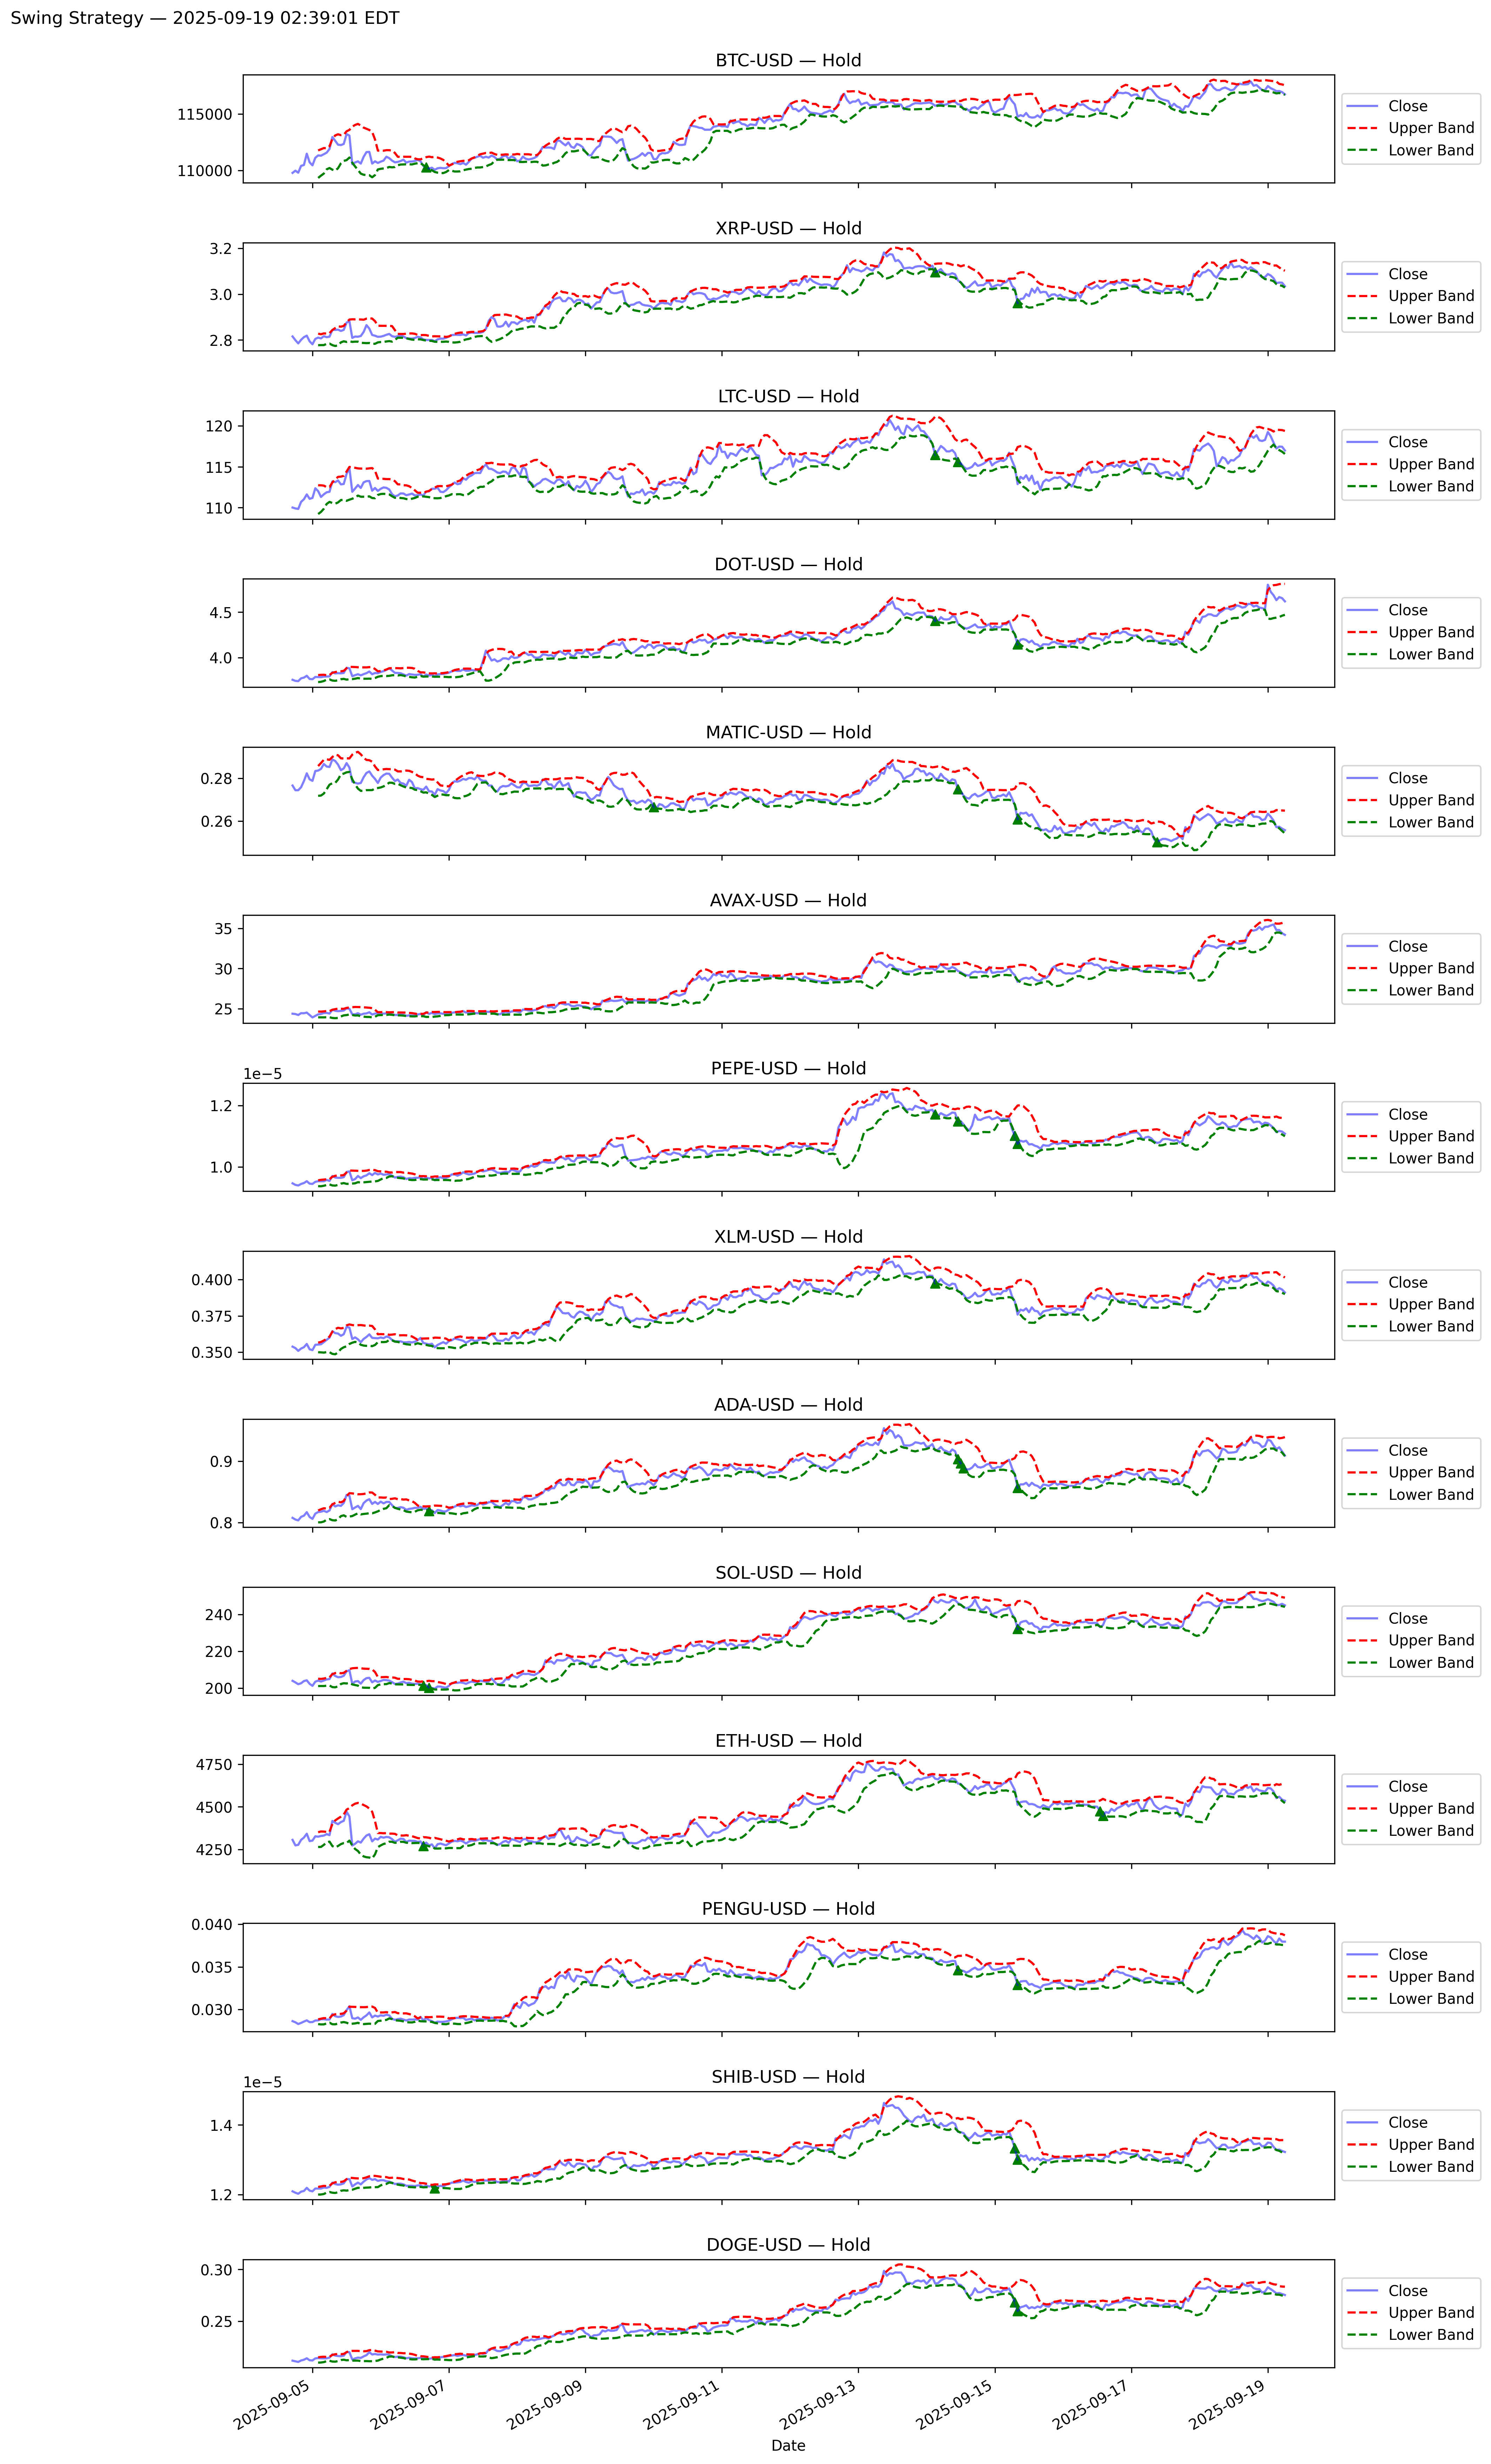 Swing Strategy — 2025-09-19 02:39:01 EDT
BTC-USD — Hold
115000
110000
Close
Upper Band
Lower Band
XRP-USD — Hold
3.2
3.0
2.8
Close
Upper Band
Lower Band
LTC-USD — Hold
120
115
110
Close
Upper Band
Lower Band
DOT-USD — Hold
4.5
4.0
Close
Upper Band
Lower Band
MATIC-USD — Hold
0.28
0.26
Close
Upper Band
Lower Band
AVAX-USD — Hold
35
30
25
Close
Upper Band
Lower Band
PEPE-USD — Hold
1e−5
1.2
1.0
Close
Upper Band
Lower Band
XLM-USD — Hold
0.400
0.375
0.350
Close
Upper Band
Lower Band
ADA-USD — Hold
0.9
0.8
Close
Upper Band
Lower Band
SOL-USD — Hold
240
220
200
Close
Upper Band
Lower Band
ETH-USD — Hold
4750
4500
4250
Close
Upper Band
Lower Band
PENGU-USD — Hold
0.040
0.035
0.030
Close
Upper Band
Lower Band
SHIB-USD — Hold
1e−5
1.4
1.2
Close
Upper Band
Lower Band
DOGE-USD — Hold
0.30
0.25
Close
Upper Band
Lower Band
2025-09-05
2025-09-07
2025-09-09
2025-09-11
2025-09-13
2025-09-15
2025-09-17
2025-09-19
Date